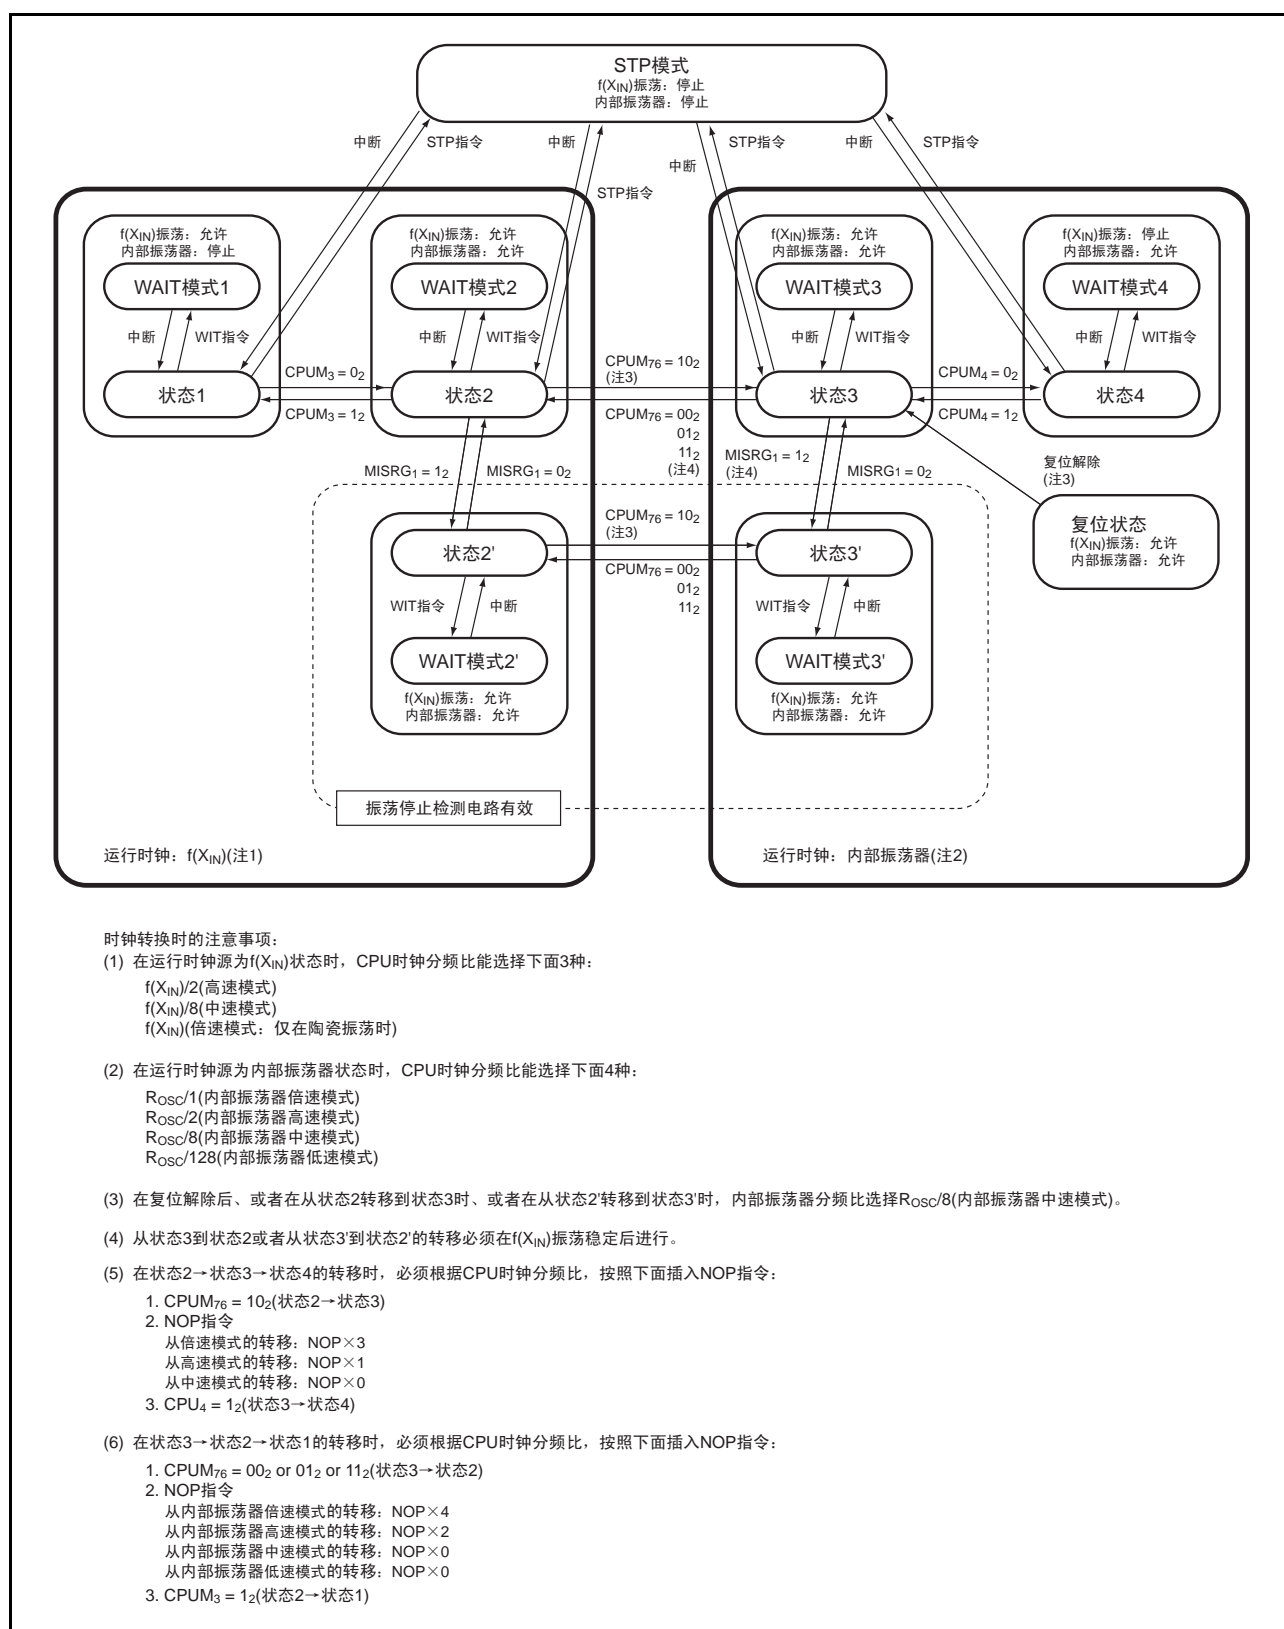 STP模式
f(XIN)振荡：停止
内部振荡器：停止
中断
STP指令
中断
STP指令
中断
STP指令
中断
STP指令
f(XIN)振荡：允许
内部振荡器：停止
WAIT模式1
中断
WIT指令
状态1
f(XIN)振荡：允许
内部振荡器：允许
WAIT模式2
中断
WIT指令
状态2
f(XIN)振荡：允许
内部振荡器：允许
WAIT模式3
中断
WIT指令
状态3
f(XIN)振荡：停止
内部振荡器：允许
WAIT模式4
中断
WIT指令
状态4
CPUM3 = 02
CPUM3 = 12
CPUM76 = 102
(注3)
CPUM76 = 002
012
112
(注4)
CPUM4 = 02
CPUM4 = 12
MISRG1 = 12
MISRG1 = 02
MISRG1 = 12
(注4)
MISRG1 = 02
复位解除
(注3)
复位状态
f(XIN)振荡：允许
内部振荡器：允许
状态2'
CPUM76 = 102
(注3)
CPUM76 = 002
012
112
状态3'
WIT指令
中断
WIT指令
中断
WAIT模式2'
f(XIN)振荡：允许
内部振荡器：允许
WAIT模式3'
f(XIN)振荡：允许
内部振荡器：允许
振荡停止检测电路有效
运行时钟：f(XIN)(注1)
运行时钟：内部振荡器(注2)
时钟转换时的注意事项：
(1) 在运行时钟源为f(XIN)状态时，CPU时钟分频比能选择下面3种：
f(XIN)/2(高速模式)
f(XIN)/8(中速模式)
f(XIN)(倍速模式：仅在陶瓷振荡时)
(2) 在运行时钟源为内部振荡器状态时，CPU时钟分频比能选择下面4种：
ROSC/1(内部振荡器倍速模式)
ROSC/2(内部振荡器高速模式)
ROSC/8(内部振荡器中速模式)
ROSC/128(内部振荡器低速模式)
(3) 在复位解除后、或者在从状态2转移到状态3时、或者在从状态2'转移到状态3'时，内部振荡器分频比选择ROSC/8(内部振荡器中速模式)。
(4) 从状态3到状态2或者从状态3'到状态2'的转移必须在f(XIN)振荡稳定后进行。
(5) 在状态2→状态3→状态4的转移时，必须根据CPU时钟分频比，按照下面插入NOP指令：
1. CPUM76 = 102(状态2→状态3)
2. NOP指令
从倍速模式的转移：NOP×3
从高速模式的转移：NOP×1
从中速模式的转移：NOP×0
3. CPU4 = 12(状态3→状态4)
(6) 在状态3→状态2→状态1的转移时，必须根据CPU时钟分频比，按照下面插入NOP指令：
1. CPUM76 = 002 or 012 or 112(状态3→状态2)
2. NOP指令
从内部振荡器倍速模式的转移：NOP×4
从内部振荡器高速模式的转移：NOP×2
从内部振荡器中速模式的转移：NOP×0
从内部振荡器低速模式的转移：NOP×0
3. CPUM3 = 12(状态2→状态1)